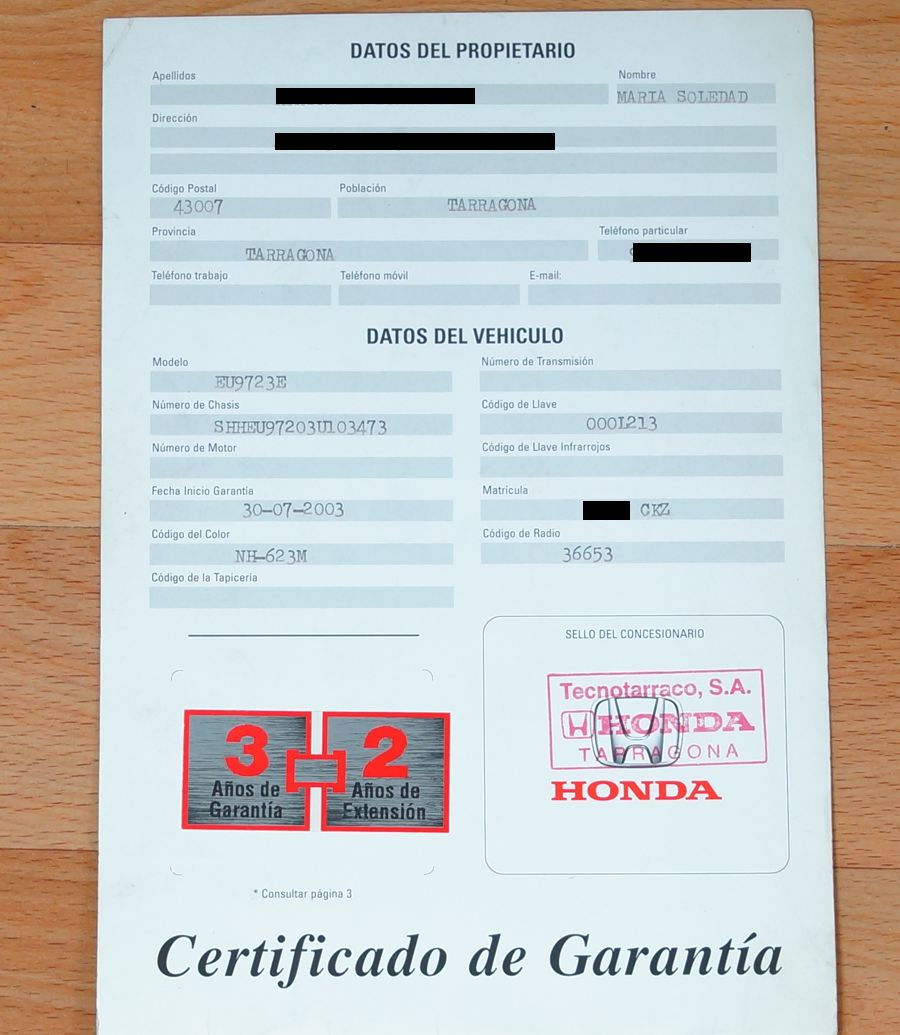 DATOS DEL PROPIETARIO
Apellidos Nombre
MARIA SOLEDAD
Dirección
Código Postal Población
43007 TARRAGONA
Provincia Teléfono particular
TARRAGONA
Teléfono trabajo Teléfono móvil E-mail:
DATOS DEL VEHICULO
Modelo Número de Transmisión
EU9723E
Número de Chasis Código de Llave
SHHEU97203U103473 000L213
Número de Motor Código de Llave Infrarrojos
Fecha Inicio Garantía Matrícula
30-07-2003 CKZ
Código del Color Código de Radio
NH-623M 36653
Código de la Tapicería
SELLO DEL CONCESIONARIO
Tecnotarraco, S.A.
HONDA
TARRAGONA
HONDA
3 2
Años de Años de
Garantía Extensión
* Consultar página 3
Certificado de Garantía